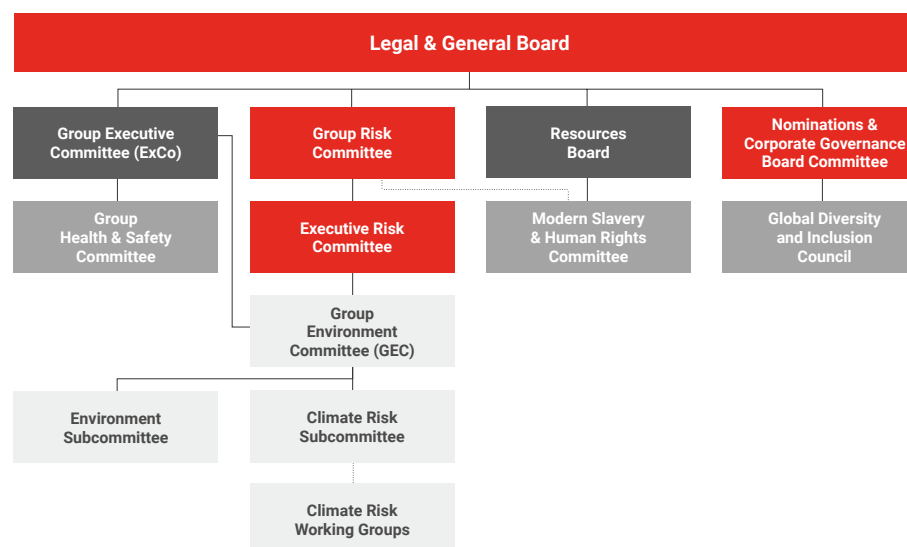 Legal & General Board
Group Executive
Committee (ExCo)
Group Risk
Committee
Resources
Board
Nominations &
Corporate Governance
Board Committee
Group
Health & Safety
Committee
Executive Risk
Committee
Modern Slavery
& Human Rights
Committee
Global Diversity
and Inclusion
Council
Group
Environment
Committee (GEC)
Environment
Subcommittee
Climate Risk
Subcommittee
Climate Risk
Working Groups